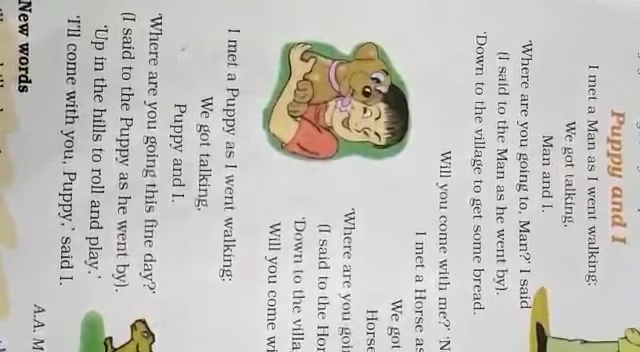 Puppy and I
I met a Man as I went walking;
We got talking,
Man and I.
'Where are you going to, Man?' I said
(I said to the Man as he went by).
'Down to the village to get some bread.
Will you come with me?'
I met a Horse as
We got
Horse
'Where are you
(I said to the
'Down to the
Will you come
I met a Puppy as I went walking;
We got talking,
Puppy and I.
'Where are you going this fine day?'
(I said to the Puppy as he went by).
'Up in the hills to roll and play.'
'I'll come with you, Puppy,' said I.
A.A.
New words